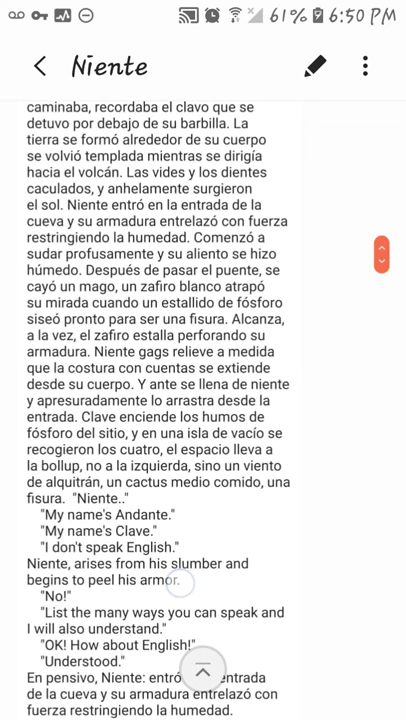 61% 6:50 PM
Niente
caminaba, recordaba el clavo que se
detuvo por debajo de su barbilla. La
tierra se formó alrededor de su cuerpo
se volvió templada mientras se dirigía
hacia el volcán. Las vides y los dientes
caculados, y anhelamente surgieron
el sol. Niente entró en la entrada de la
cueva y su armadura entrelazó con fuerza
restringiendo la humedad. Comenzó a
sudar profusamente y su aliento se hizo
húmedo. Después de pasar el puente, se
cayó un mago, un zafiro blanco atrapó
su mirada cuando un estallido de fósforo
siseó pronto para ser una fisura. Alcanza,
a la vez, el zafiro estalla perforando su
armadura. Niente gags relieve a medida
que la costura con cuentas se extiende
desde su cuerpo. Y ante se llena de niente
y apresuradamente lo arrastra desde la
entrada. Clave enciende los humos de
fósforo del sitio, y en una isla de vacío se
recogieron los cuatro, el espacio lleva a
la bollup, no a la izquierda, sino un viento
de alquitrán, un cactus medio comido, una
fisura. "Niente.."
"My name's Andante."
"My name's Clave."
"I don't speak English."
Niente, arises from his slumber and
begins to peel his armor.
"No!"
"List the many ways you can speak and
I will also understand."
"OK! How about English!"
"Understood."
En pensivo, Niente: entró entrada
de la cueva y su armadura entrelazó con
fuerza restringiendo la humedad.